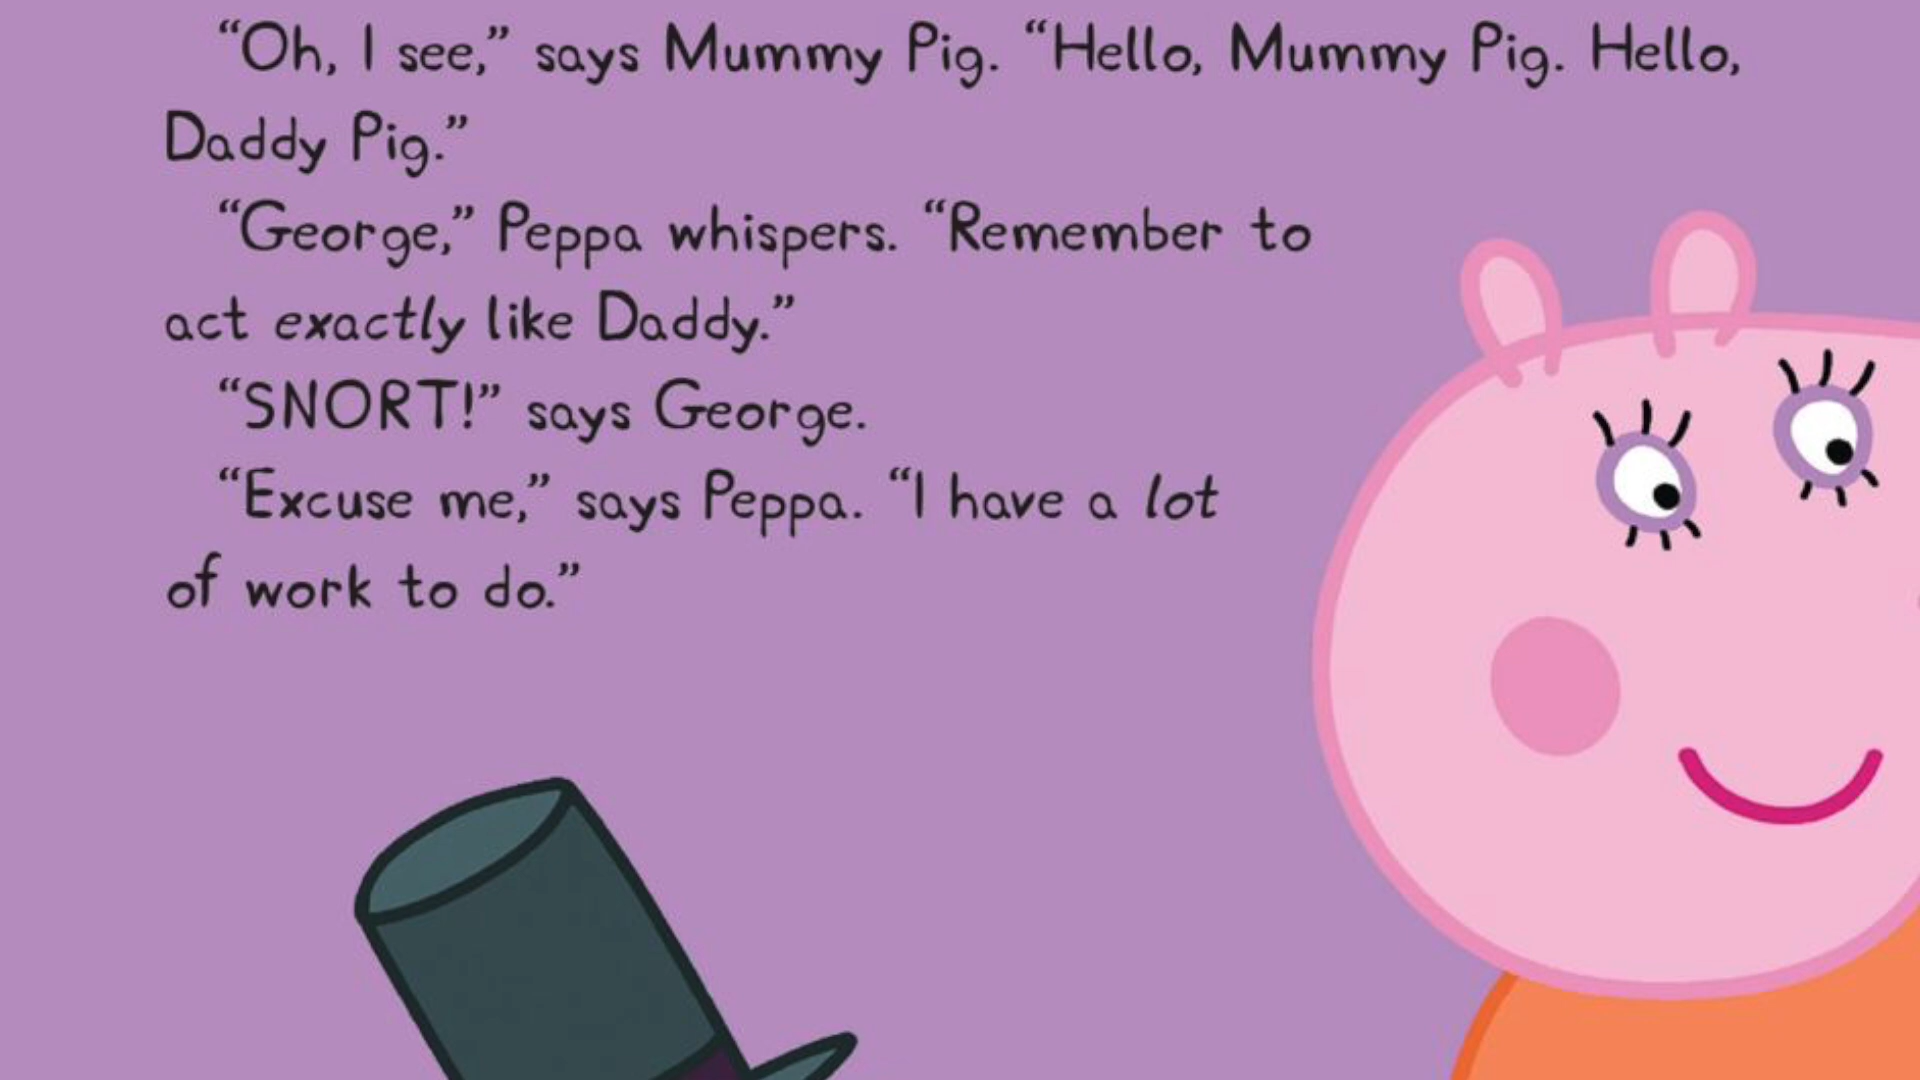 “Oh, I see,” says Mummy Pig. “Hello, Mummy Pig. Hello,
Daddy Pig.”
“George,” Peppa whispers. “Remember to
act exactly like Daddy.”
“SNORT!” says George.
“Excuse me,” says Peppa. “I have a lot
of work to do.”